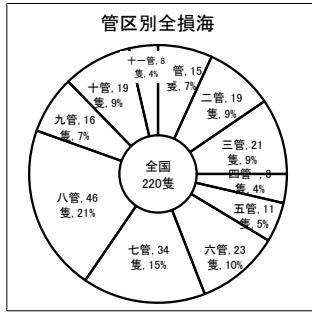 管区別全損海
管, 15
隻, 7%
二管, 19
隻, 9%
三管, 21
隻, 9%
四管
隻, 4%
五管, 11
隻, 5%
六管, 23
隻, 10%
七管, 34
隻, 15%
八管, 46
隻, 21%
九管, 16
隻, 7%
十管, 19
隻, 9%
十一管, 8
隻, 4%
全国
220隻